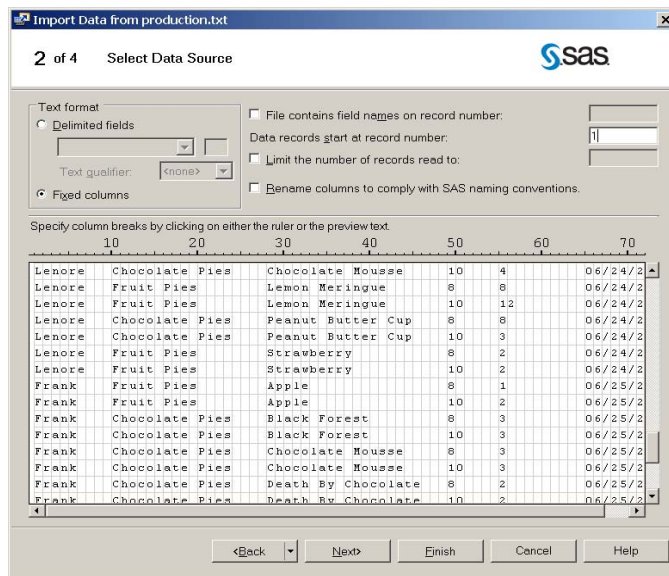 Import Data from production.txt
2 of 4 Select Data Source
sas
Text format
Delimited fields
Text qualifier: <none>
Fixed columns
File contains field names on record number:
Data records start at record number: 1
Limit the number of records read to:
Rename columns to comply with SAS naming conventions.
Specify column breaks by clicking on either the ruler or the preview text.
10 20 30 40 50 60 70
Lenore Chocolate Pies Chocolate Mousse 10 4 06/24/2
Lenore Fruit Pies Lemon Meringue 8 8 06/24/2
Lenore Fruit Pies Lemon Meringue 10 12 06/24/2
Lenore Chocolate Pies Peanut Butter Cup 8 8 06/24/2
Lenore Chocolate Pies Peanut Butter Cup 10 3 06/24/2
Lenore Fruit Pies Strawberry 8 2 06/24/2
Lenore Fruit Pies Strawberry 10 2 06/24/2
Frank Fruit Pies Apple 8 1 06/25/2
Frank Fruit Pies Apple 10 2 06/25/2
Frank Chocolate Pies Black Forest 8 3 06/25/2
Frank Chocolate Pies Black Forest 10 3 06/25/2
Frank Chocolate Pies Chocolate Mousse 8 3 06/25/2
Frank Chocolate Pies Chocolate Mousse 10 3 06/25/2
Frank Chocolate Pies Death By Chocolate 8 2 06/25/2
Frank Chocolate Pies Death By Chocolate 10 2 06/25/2
<Back Next> Finish Cancel Help